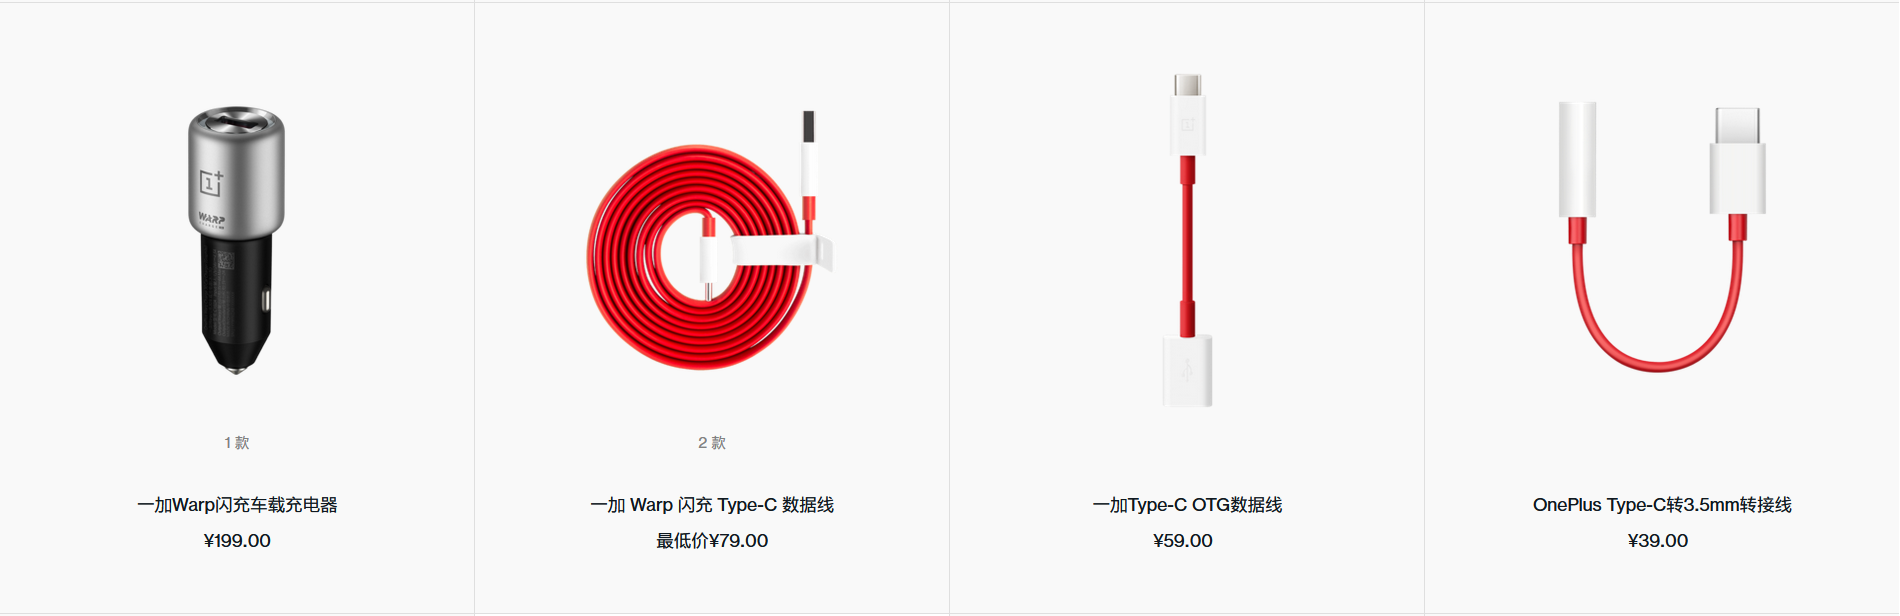 1
WARP
1 款
一加Warp闪充车载充电器
¥199.00
2 款
一加 Warp 闪充 Type-C 数据线
最低价¥79.00
一加Type-C OTG数据线
¥59.00
OnePlus Type-C转3.5mm转接线
¥39.00